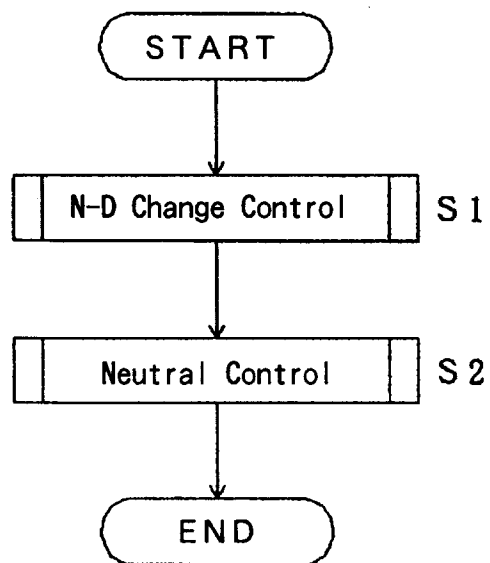 START
N-D Change Control
S1
Neutral Control
S2
END